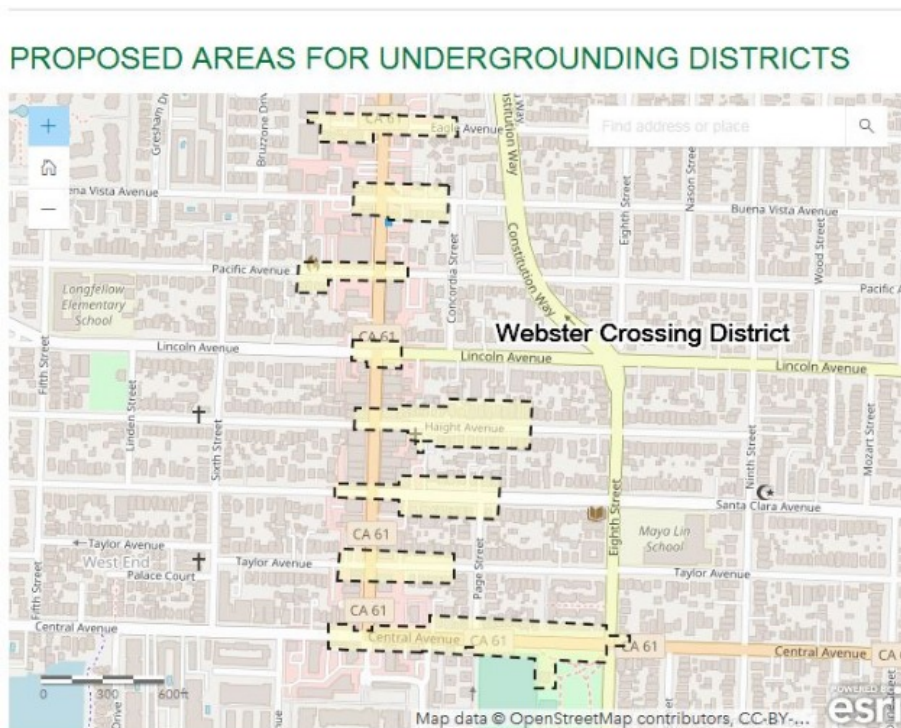 PROPOSED AREAS FOR UNDERGROUNDING DISTRICTS
Gresham
Bruzzone Drive
CA 61
Eagle Avenue
Constitution Way
Find address or place
Eighth Street
Nason Street
Wood Street
Buena Vista Avenue
Concordia Street
Constitution Way
Pacific Avenue
Longfellow
Elementary
School
CA 61
Webster Crossing District
Lincoln Avenue
Lincoln Avenue
Lincoln Avenue
Fifth Street
Linden Street
Sixth Street
Haight Avenue
Ninth Street
Mozart Street
Santa Clara Avenue
CA 61
Eighth Street
Maya Lin
School
Taylor Avenue
West End
Palace Court
Taylor Avenue
Taylor Avenue
Page Street
Fifth Street
CA 61
Central Avenue
Central Avenue
CA 61
CA 61
Central Avenue
0 300 600ft
POWERED BY
esri
Map data © OpenStreetMap contributors, CC-BY-...